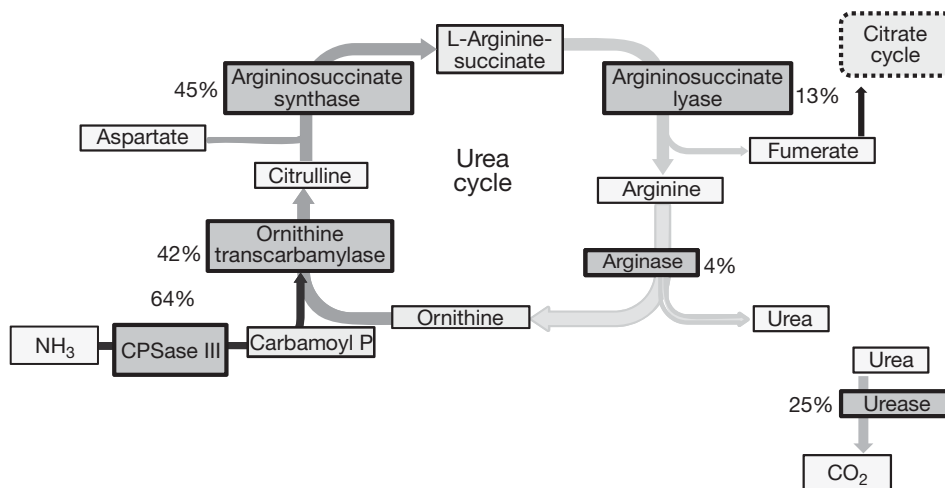 L-Arginine-
succinate
Citrate
cycle
45%
Argininosuccinate
synthase
Argininosuccinate
lyase
13%
Aspartate
Urea
cycle
Fumerate
Citrulline
Arginine
42%
Ornithine
transcarbamylase
Arginase
4%
64%
Ornithine
Urea
NH₃
CPSase III
Carbamoyl P
Urea
25%
Urease
CO₂